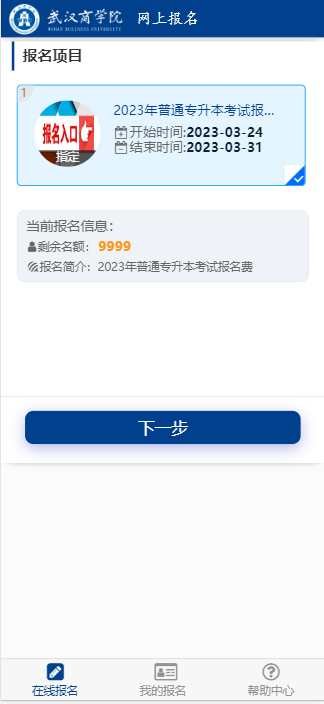 武汉商学院 网上报名
WUHAN BUSINESS UNIVERSITY
报名项目
1
2023年普通专升本考试报...
报名入口
指定
开始时间:2023-03-24
结束时间:2023-03-31
当前报名信息:
剩余名额: 9999
报名简介: 2023年普通专升本考试报名费
下一步
在线报名 我的报名 帮助中心